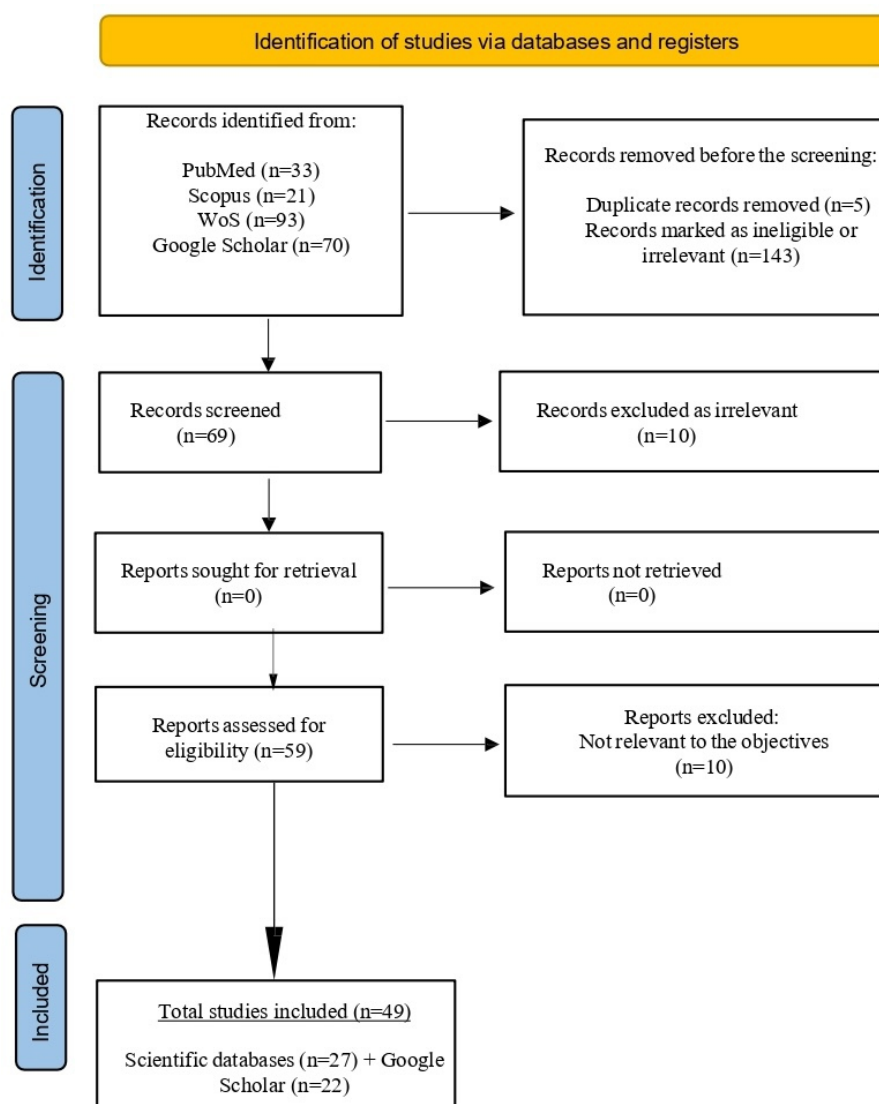 Identification of studies via databases and registers
Identification
Records identified from:
PubMed (n=33)
Scopus (n=21)
WoS (n=93)
Google Scholar (n=70)
Records removed before the screening:
Duplicate records removed (n=5)
Records marked as ineligible or
irrelevant (n=143)
Screening
Records screened
(n=69)
Records excluded as irrelevant
(n=10)
Reports sought for retrieval
(n=0)
Reports not retrieved
(n=0)
Reports assessed for
eligibility (n=59)
Reports excluded:
Not relevant to the objectives
(n=10)
Included
Total studies included (n=49)
Scientific databases (n=27) + Google
Scholar (n=22)